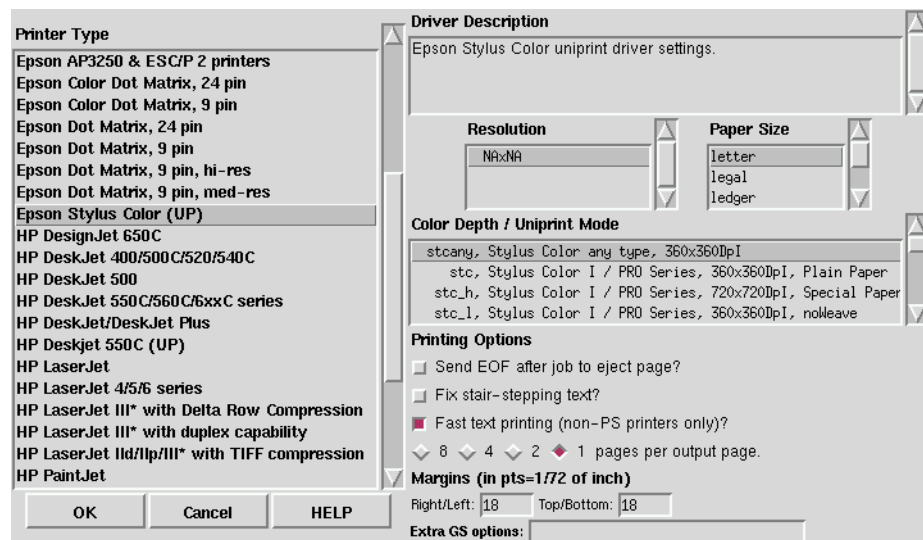 Printer Type
Epson AP3250 & ESC/P 2 printers
Epson Color Dot Matrix, 24 pin
Epson Color Dot Matrix, 9 pin
Epson Dot Matrix, 24 pin
Epson Dot Matrix, 9 pin
Epson Dot Matrix, 9 pin, hi-res
Epson Dot Matrix, 9 pin, med-res
Epson Stylus Color (UP)
HP DesignJet 650C
HP DeskJet 400/500C/520/540C
HP DeskJet 500
HP DeskJet 550C/560C/6xxC series
HP DeskJet/DeskJet Plus
HP Deskjet 550C (UP)
HP LaserJet
HP LaserJet 4/5/6 series
HP LaserJet III* with Delta Row Compression
HP LaserJet III* with duplex capability
HP LaserJet IId/IIp/III* with TIFF compression
HP PaintJet
OK Cancel HELP
Driver Description
Epson Stylus Color uniprint driver settings.
Resolution
NAxNA
Paper Size
letter
legal
ledger
Color Depth / Uniprint Mode
stcany, Stylus Color any type, 360x360DpI
stc, Stylus Color I / PRO Series, 360x360DpI, Plain Paper
stc_h, Stylus Color I / PRO Series, 720x720DpI, Special Paper
stc_l, Stylus Color I / PRO Series, 360x360DpI, noWeave
Printing Options
Send EOF after job to eject page?
Fix stair-stepping text?
Fast text printing (non-PS printers only)?
8 4 2 1 pages per output page.
Margins (in pts=1/72 of inch)
Right/Left: 18 Top/Bottom: 18
Extra GS options: